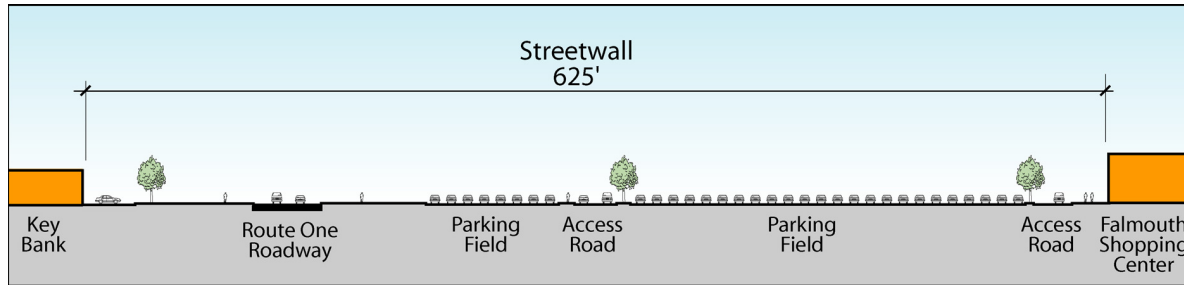 Streetwall
625'
Key
Bank
Route One
Roadway
Parking
Field
Access
Road
Parking
Field
Access
Road
Falmouth
Shopping
Center